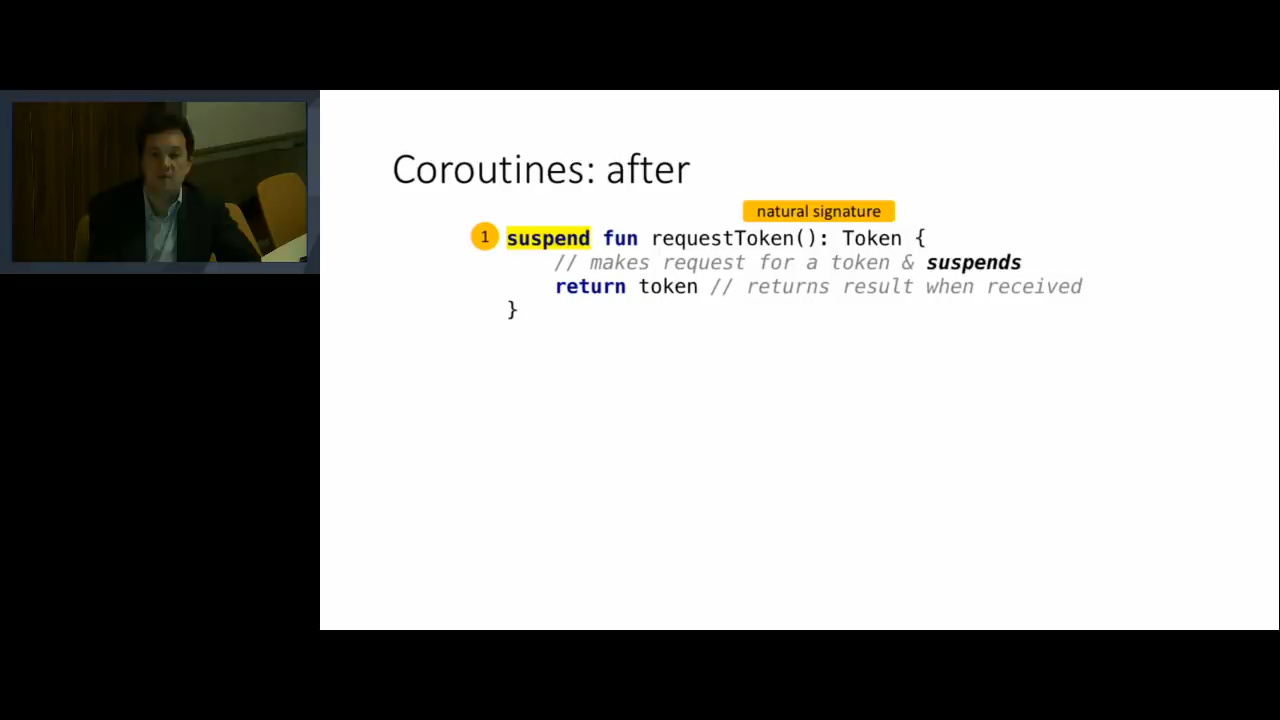 Coroutines: after
natural signature
1 suspend fun requestToken(): Token {
// makes request for a token & suspends
return token // returns result when received
}